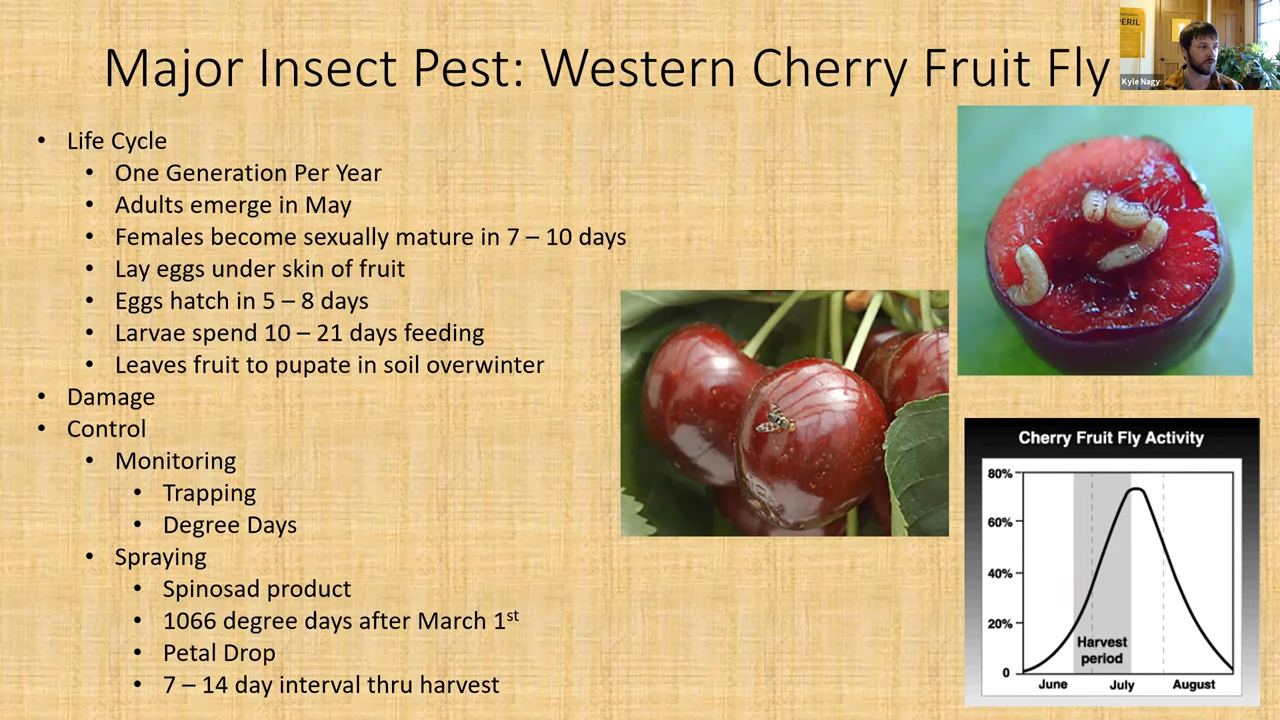 Major Insect Pest: Western Cherry Fruit Fly
PERIL
Kyle Nagy
• Life Cycle
• One Generation Per Year
• Adults emerge in May
• Females become sexually mature in 7 – 10 days
• Lay eggs under skin of fruit
• Eggs hatch in 5 – 8 days
• Larvae spend 10 – 21 days feeding
• Leaves fruit to pupate in soil overwinter
• Damage
• Control
• Monitoring
• Trapping
• Degree Days
• Spraying
• Spinosad product
• 1066 degree days after March 1st
• Petal Drop
• 7 – 14 day interval thru harvest
Cherry Fruit Fly Activity
80%
60%
40%
20%
0
Harvest
period
June July August